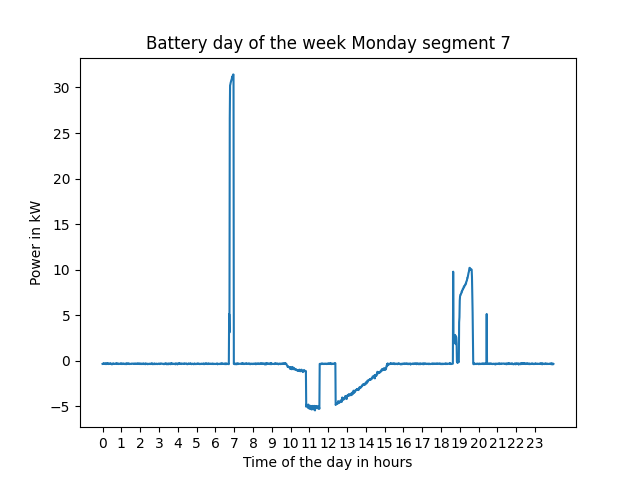 Battery day of the week Monday segment 7
Power in kW
30
25
20
15
10
5
0
−5
0 1 2 3 4 5 6 7 8 9 10 11 12 13 14 15 16 17 18 19 20 21 22 23
Time of the day in hours